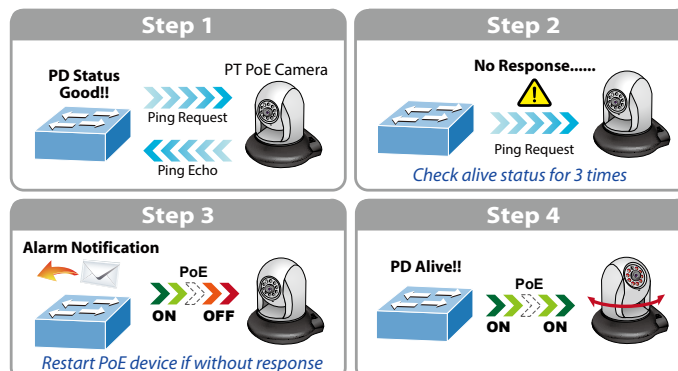 Step 1
PD Status
Good!!
PT PoE Camera
Ping Request
Ping Echo
Step 2
No Response......
Ping Request
Check alive status for 3 times
Step 3
Alarm Notification
PoE
ON OFF
Restart PoE device if without response
Step 4
PD Alive!!
PoE
ON ON